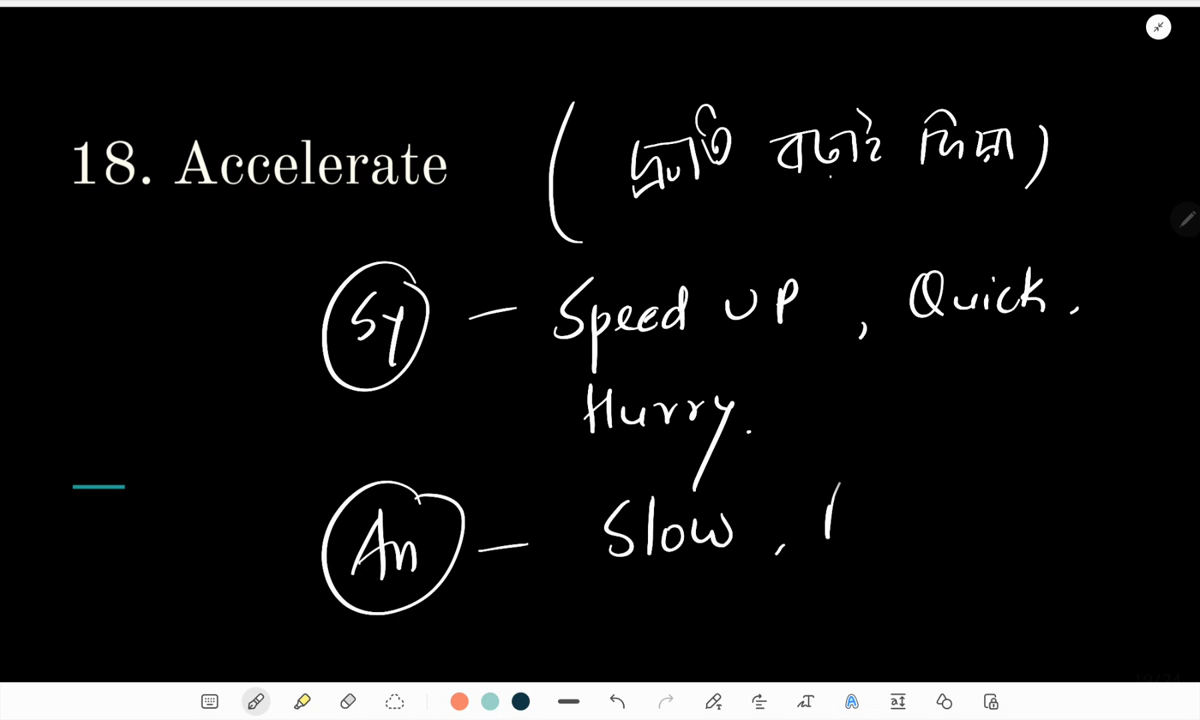 18. Accelerate ( দ্রুতি বঢ়াই দিয়া )
Sy - Speed up, Quick.
Hurry.
An - Slow,